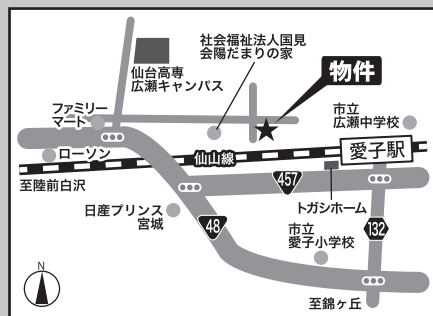 社会福祉法人国見
会陽だまりの家
物件
仙台高専
広瀬キャンパス
ファミリー
マート
市立
広瀬中学校
ローソン
仙山線
愛子駅
至陸前白沢
457
トガシホーム
日産プリンス
宮城
48
市立
愛子小学校
132
N
至錦ヶ丘